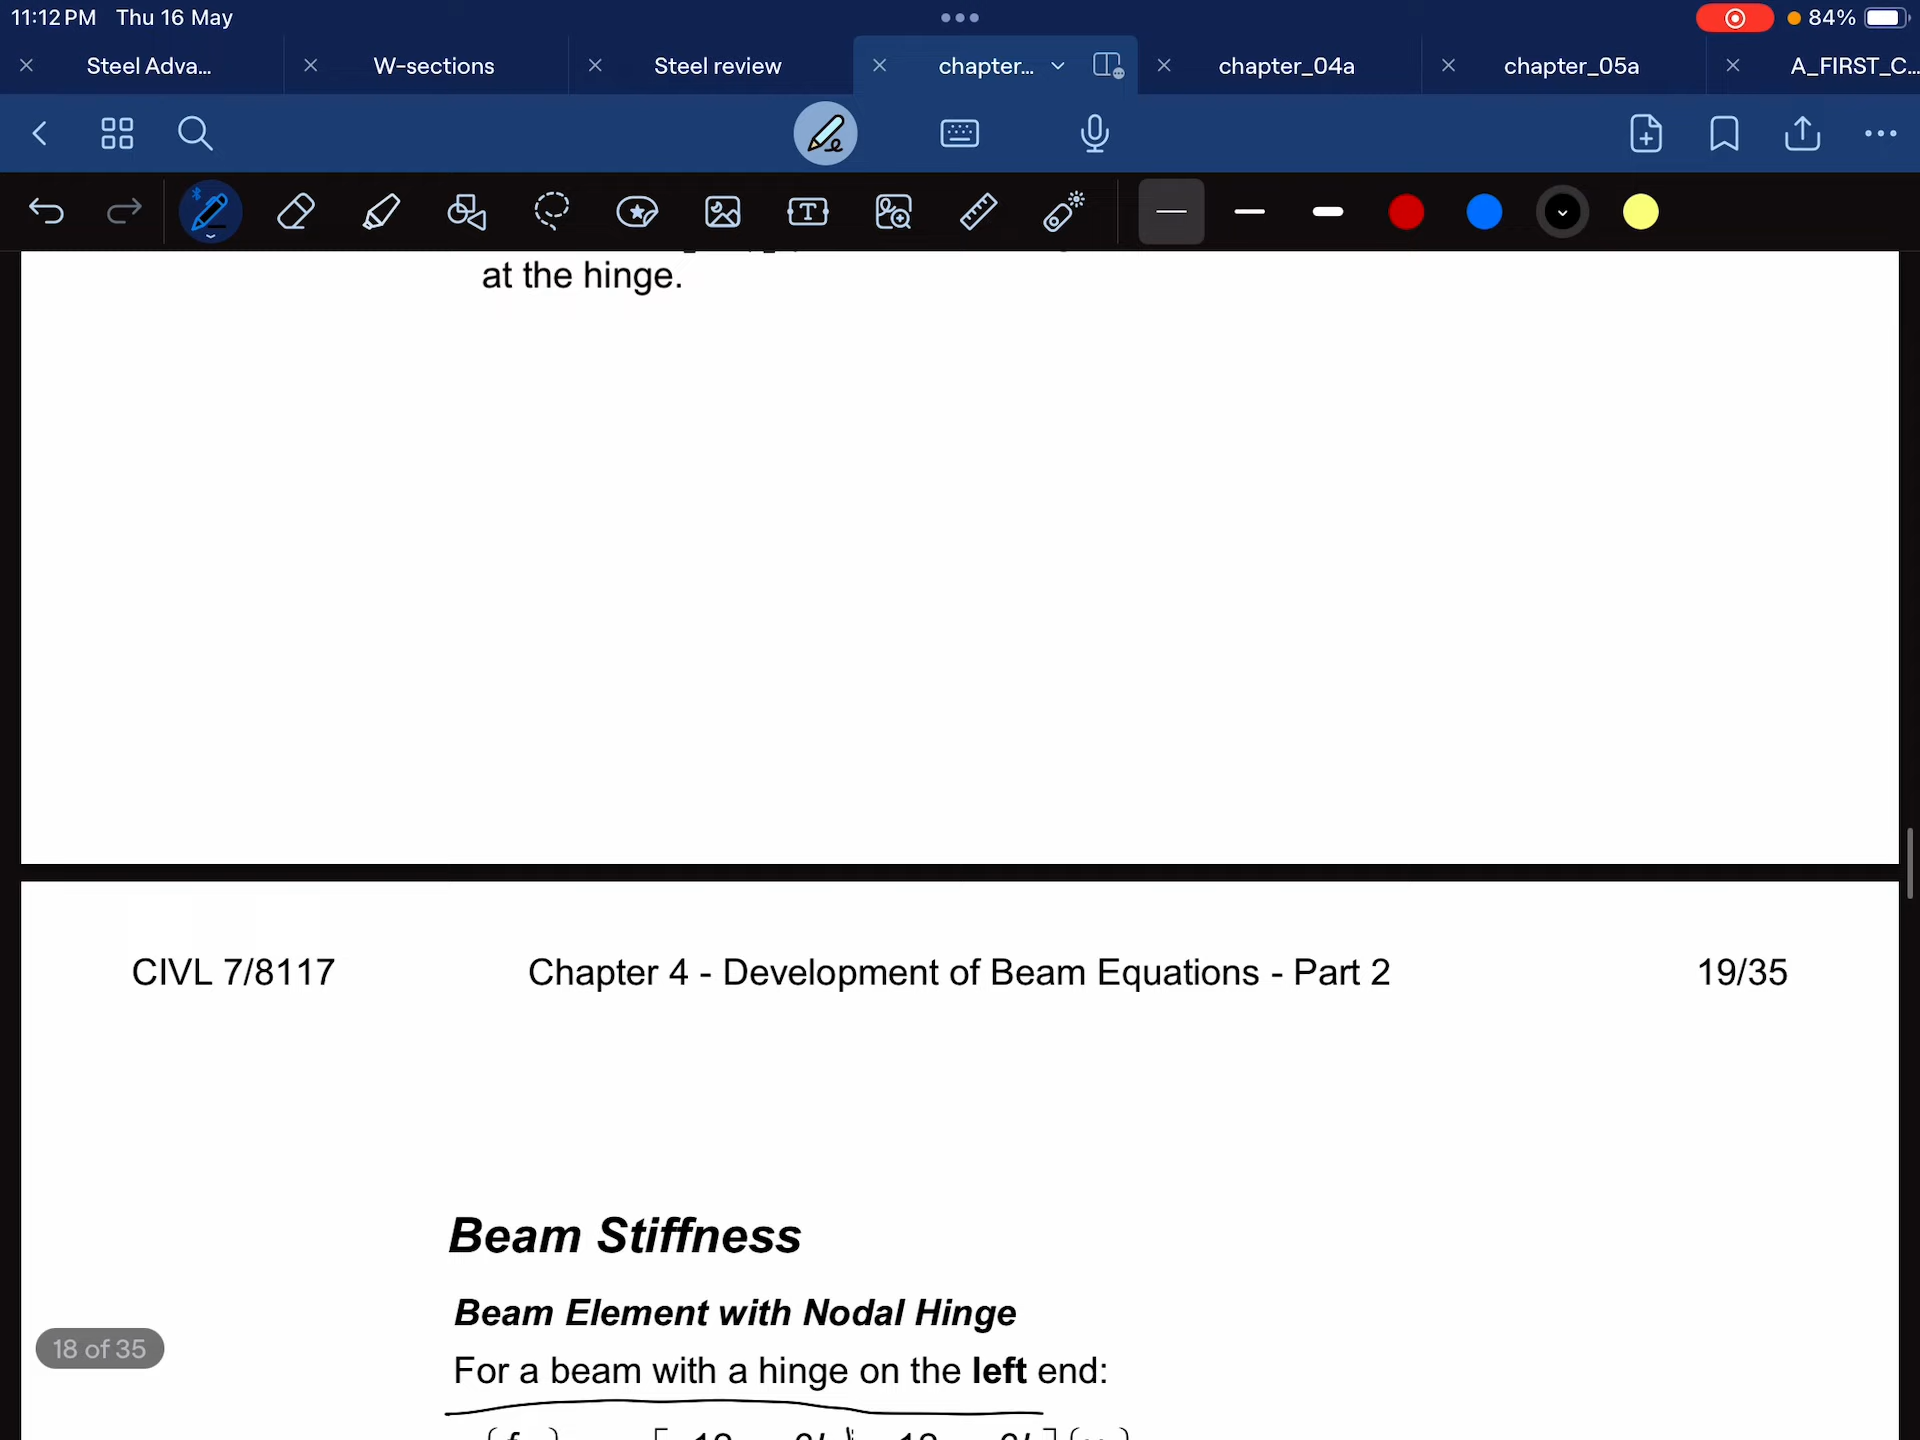 11:12 PM Thu 16 May
84%
Steel Adva...
W-sections
Steel review
chapter...
chapter_04a
chapter_05a
A_FIRST_C...
at the hinge.
CIVL 7/8117
Chapter 4 - Development of Beam Equations - Part 2
19/35
Beam Stiffness
Beam Element with Nodal Hinge
18 of 35
For a beam with a hinge on the left end: